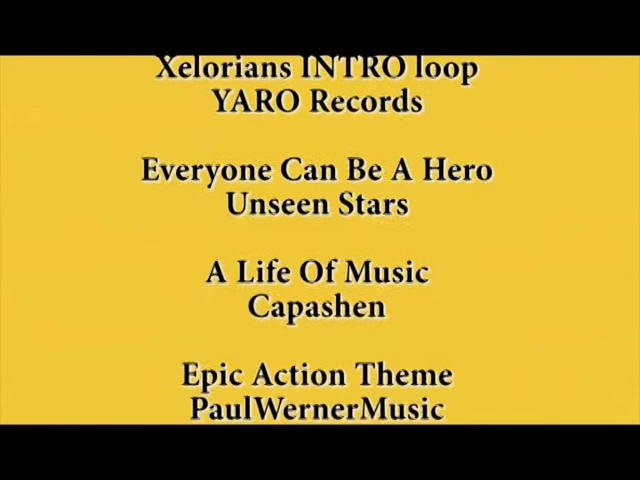 Xelorians INTRO loop
YARO Records
Everyone Can Be A Hero
Unseen Stars
A Life Of Music
Capashen
Epic Action Theme
PaulWernerMusic